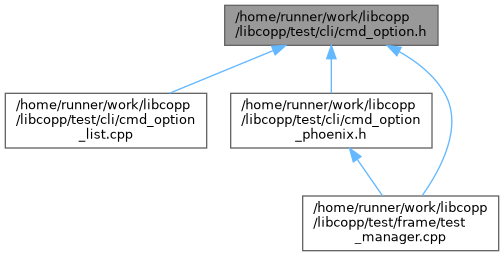 /home/runner/work/libcopp
/libcopp/test/cli/cmd_option.h
/home/runner/work/libcopp
/libcopp/test/cli/cmd_option
_list.cpp
/home/runner/work/libcopp
/libcopp/test/cli/cmd_option
_phoenix.h
/home/runner/work/libcopp
/libcopp/test/frame/test
_manager.cpp